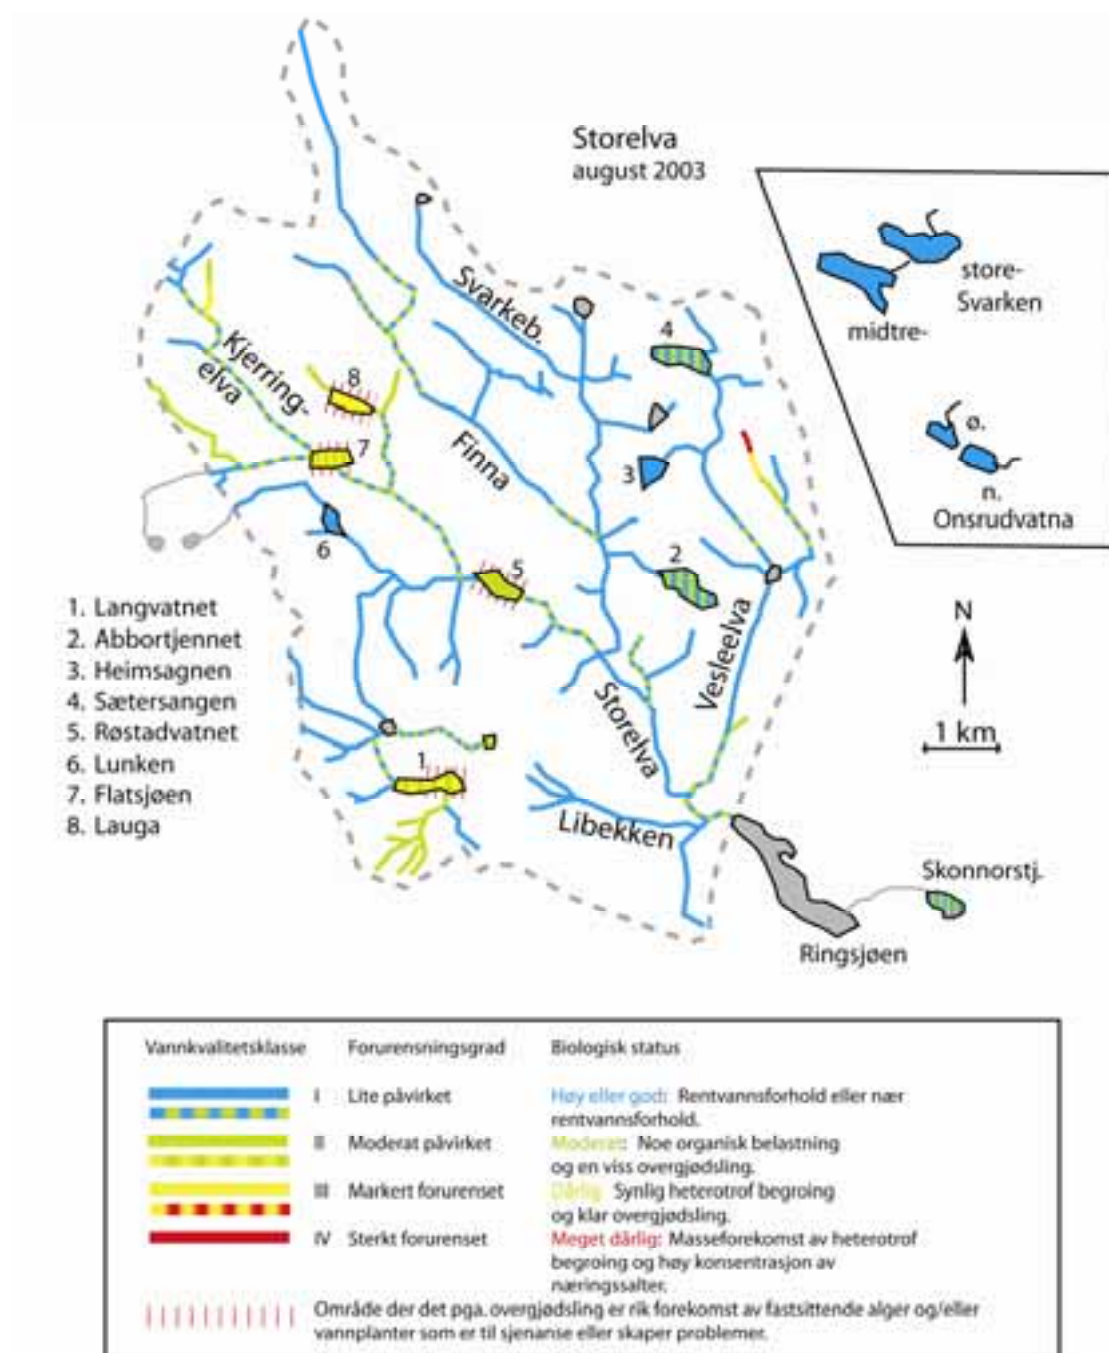 Storelva
august 2003
store-
Svarken
midtre-
ø.
n.
Onsrudvatna
Svarkeb.
4
Kjerring-
elva
8
7
Finna
3
6
5
2
Vesleelva
Storelva
1
Libekken
N
1 km
1. Langvatnet
2. Abbortjennet
3. Heimsagnen
4. Sætersangen
5. Røstadvatnet
6. Lunken
7. Flatsjøen
8. Lauga
Skonnorstj.
Ringsjøen
Vannkvalitetsklasse Forurensningsgrad Biologisk status
I Lite påvirket Høy eller god: Rentvannsforhold eller nær
rentvannsforhold.
II Moderat påvirket Moderat: Noe organisk belastning
og en viss overgjødsling.
III Markert forurenset Dårlig: Synlig heterotrof begroing
og klar overgjødsling.
IV Sterkt forurenset Meget dårlig: Masseforekomst av heterotrof
begroing og høy konsentrasjon av
næringssalter.
Område der det pga. overgjødsling er rik forekomst av fastsittende alger og/eller
vannplanter som er til sjenanse eller skaper problemer.